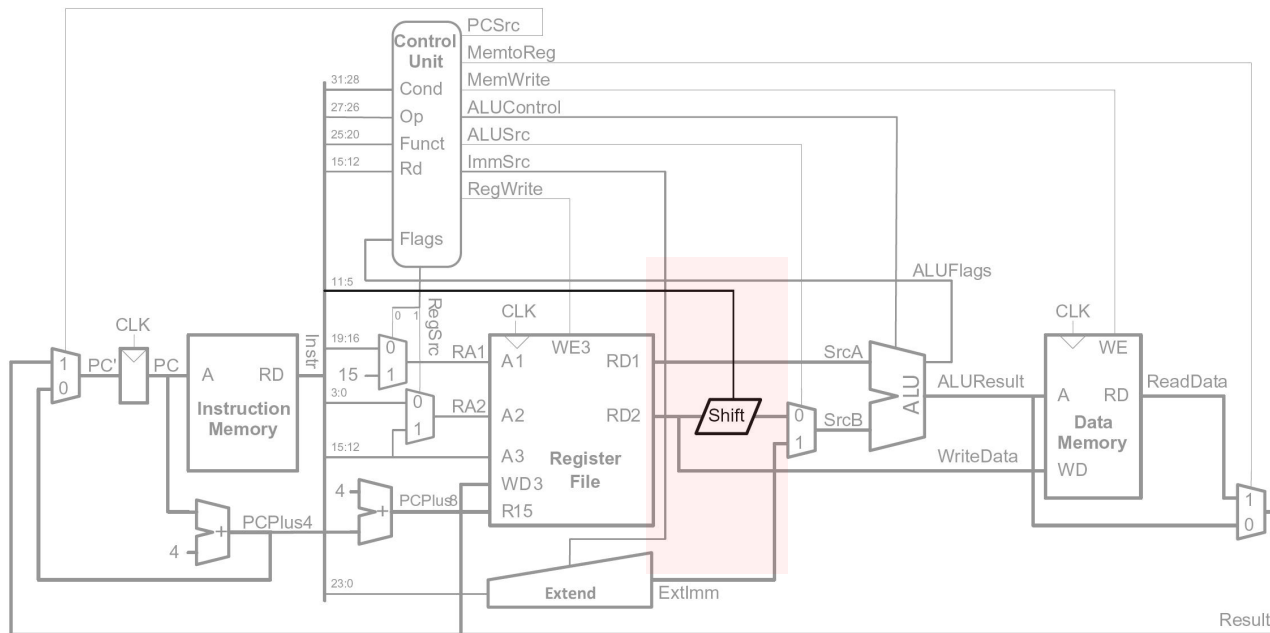 PCSrc
Control
Unit
MemtoReg
MemWrite
ALUControl
ALUSrc
ImmSrc
RegWrite
31:28
Cond
27:26
Op
25:20
Funct
15:12
Rd
Flags
ALUFlags
11:5
0 1
RegSrc
CLK
CLK
CLK
Instr
19:16
0
1
15
RA1
A1
WE3
RD1
SrcA
WE
1
0
PC'
PC
A
RD
Instruction
Memory
3:0
0
1
RA2
A2
RD2
Shift
0
1
SrcB
ALU
ALUResult
A
RD
Data
Memory
ReadData
15:12
A3
Register
File
WD3
R15
WriteData
WD
4
+
PCPlus8
PCPlus4
+
4
1
0
23:0
Extend
ExtImm
Result